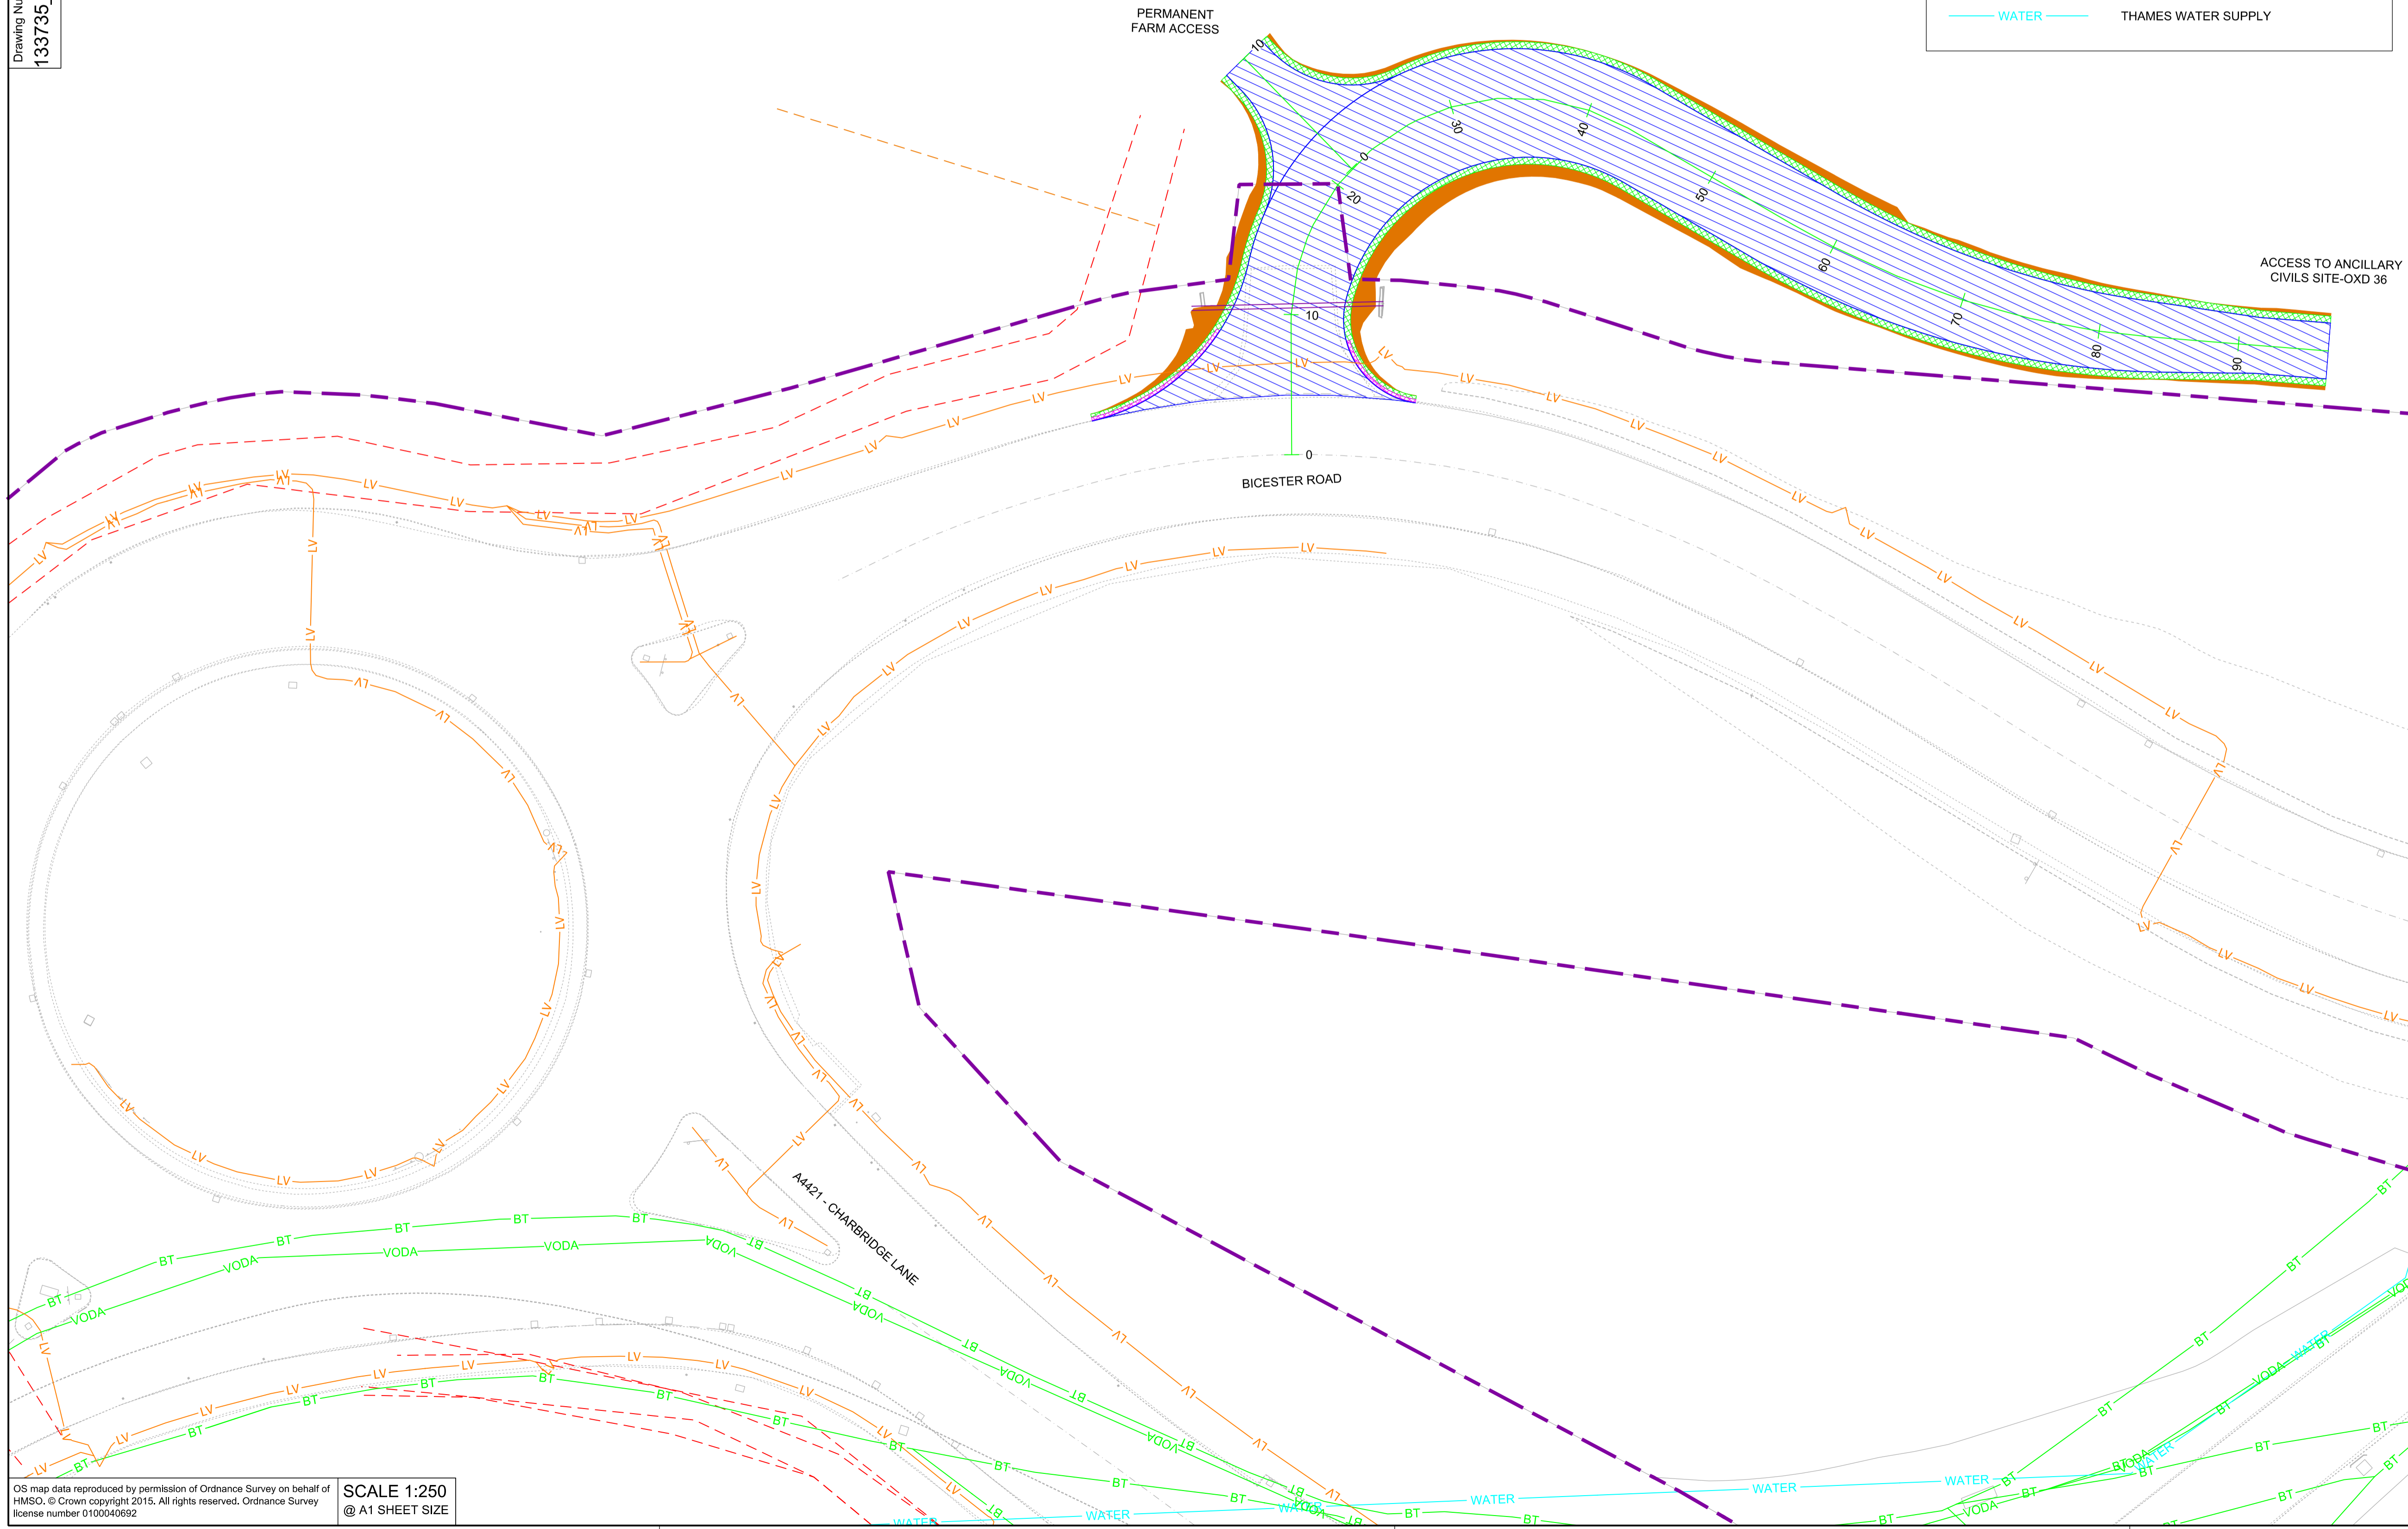 Drawing Nu
133735_
PERMANENT
FARM ACCESS
WATER
THAMES WATER SUPPLY
10
0
10
0
20
30
40
50
60
70
80
90
ACCESS TO ANCILLARY
CIVILS SITE-OXD 36
BICESTER ROAD
LV
A4421 - CHARBRIDGE LANE
BT
VODA
WATER
OS map data reproduced by permission of Ordnance Survey on behalf of
HMSO. © Crown copyright 2015. All rights reserved. Ordnance Survey
license number 0100040692
SCALE 1:250
@ A1 SHEET SIZE